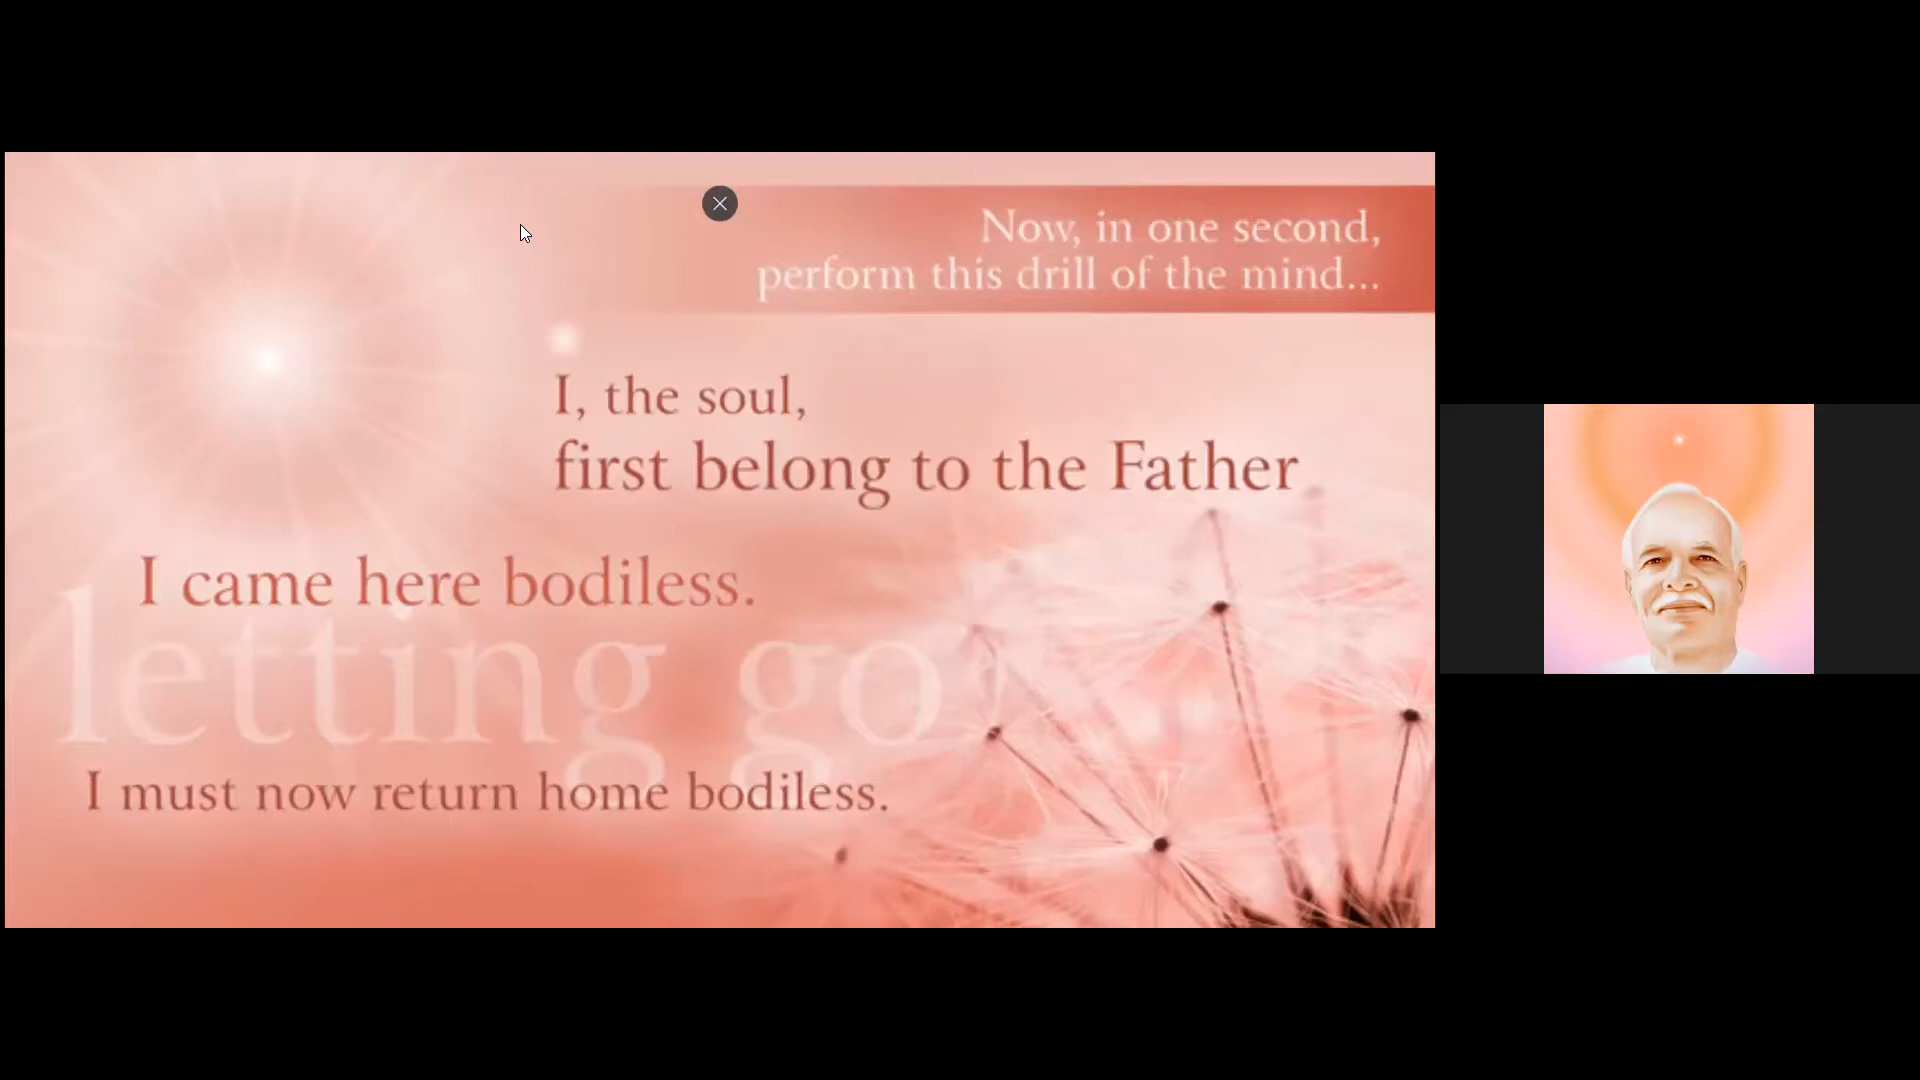 Now, in one second,
perform this drill of the mind...
I, the soul,
first belong to the Father
I came here bodiless.
letting go
I must now return home bodiless.